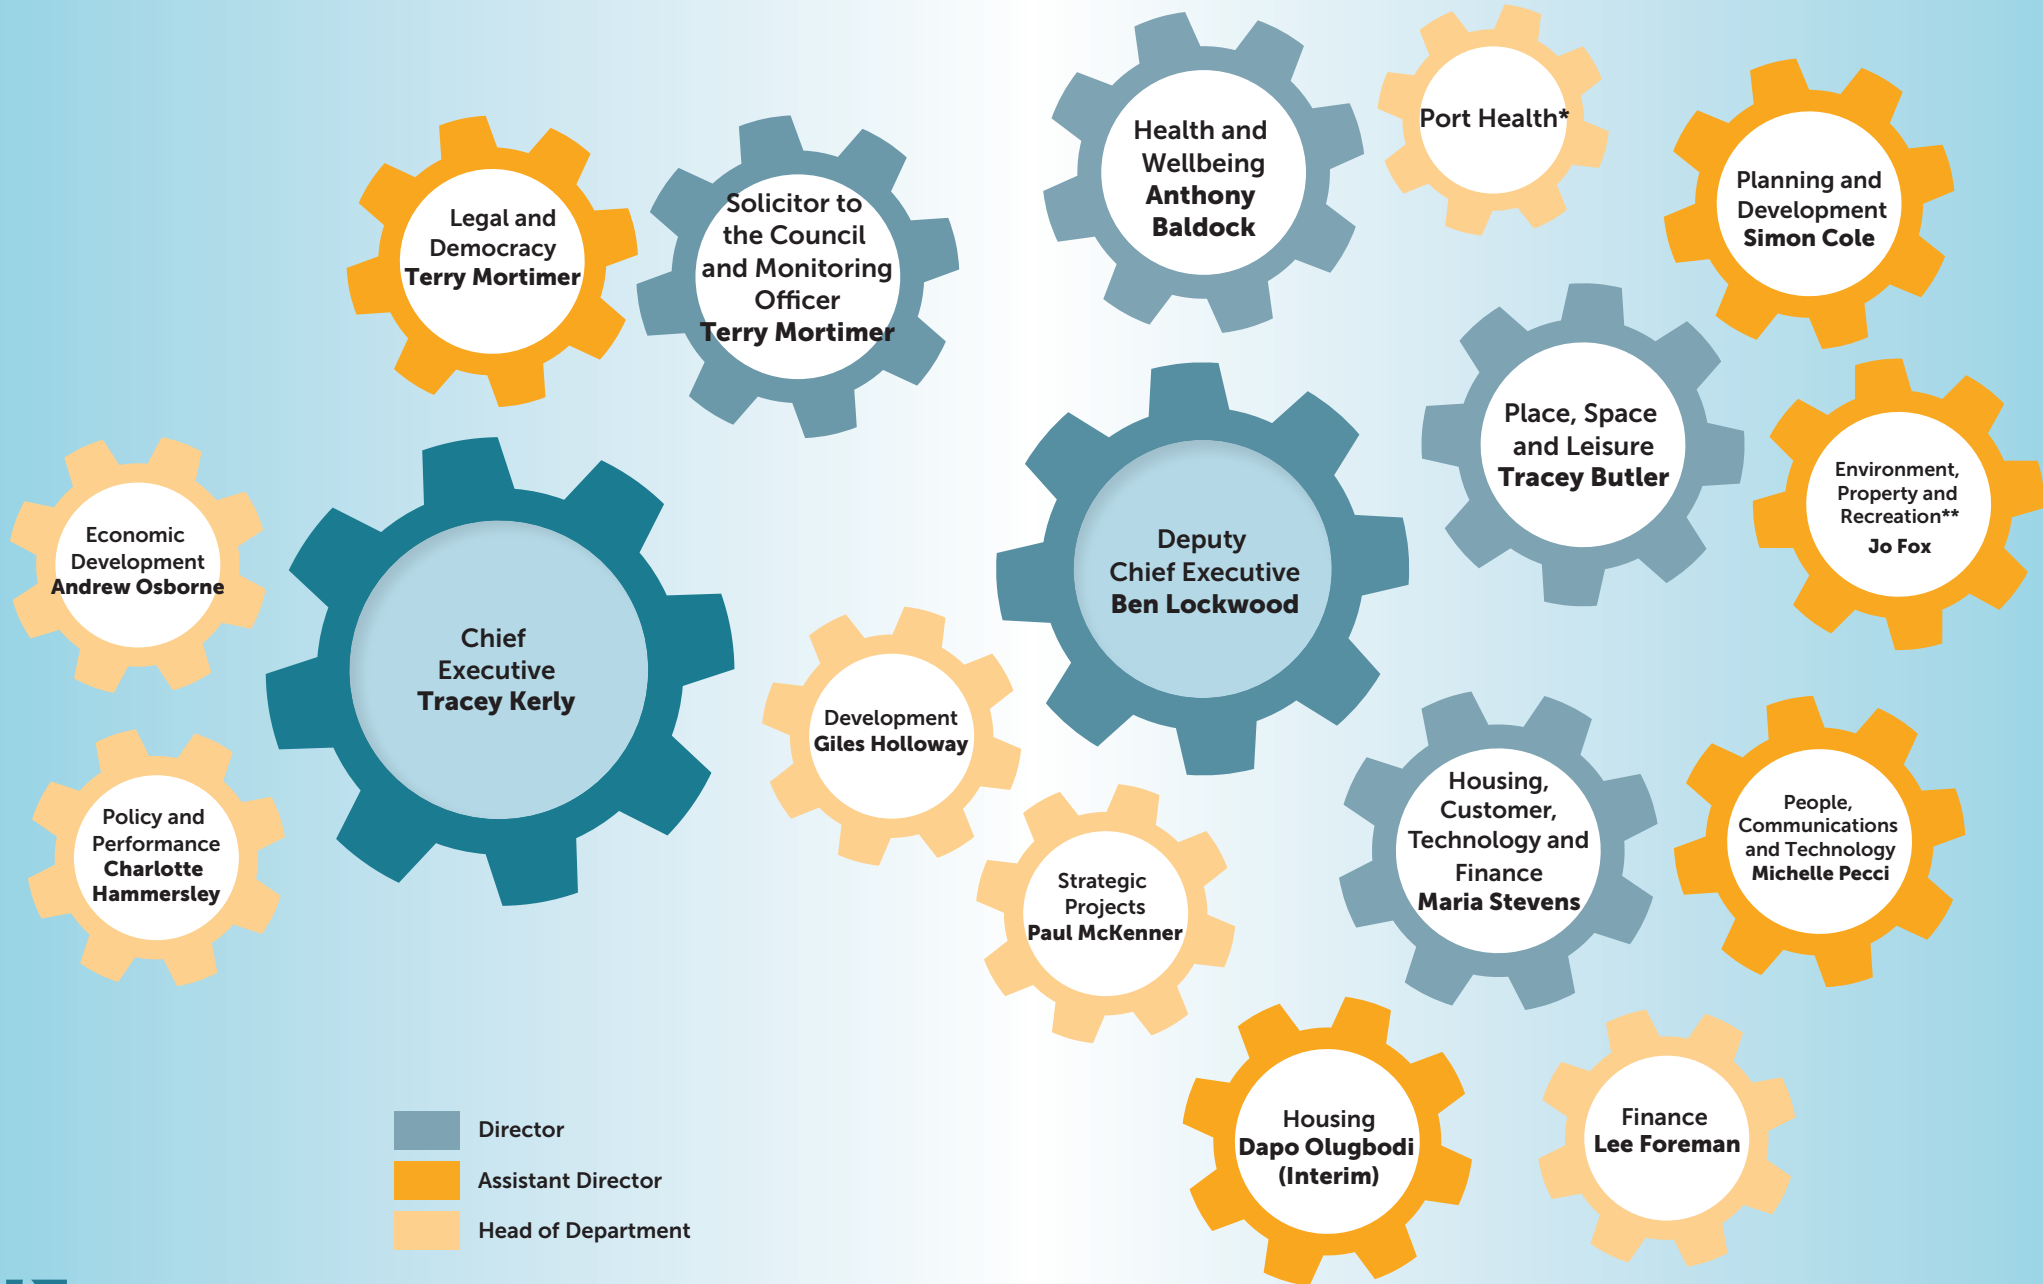 Health and
Wellbeing
Anthony
Baldock
Port Health*
Planning and
Development
Simon Cole
Legal and
Democracy
Terry Mortimer
Solicitor to
the Council
and Monitoring
Officer
Terry Mortimer
Place, Space
and Leisure
Tracey Butler
Environment,
Property and
Recreation**
Jo Fox
Economic
Development
Andrew Osborne
Deputy
Chief Executive
Ben Lockwood
Chief
Executive
Tracey Kerly
Development
Giles Holloway
Policy and
Performance
Charlotte
Hammersley
Housing,
Customer,
Technology and
Finance
Maria Stevens
People,
Communications
and Technology
Michelle Pecci
Strategic
Projects
Paul McKenner
Housing
Dapo Olugbodi
(Interim)
Finance
Lee Foreman
Director
Assistant Director
Head of Department